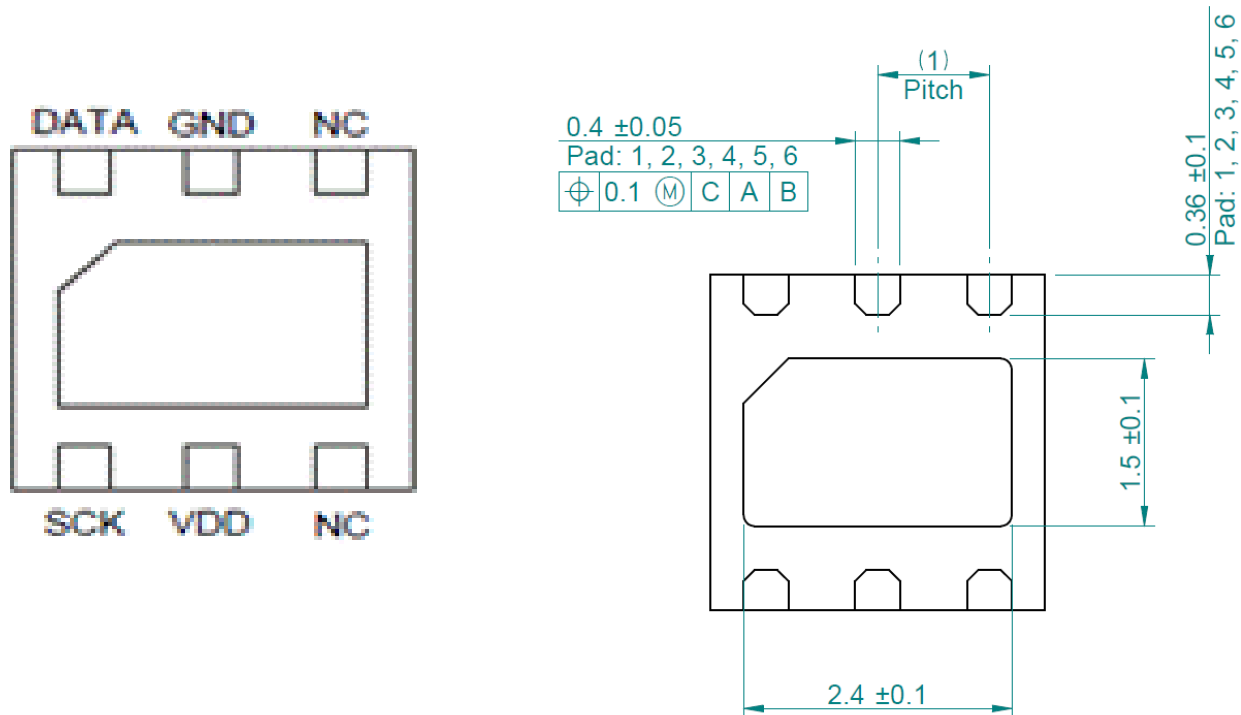 DATA GND NC
SCK VDD NC
(1)
Pitch
0.4 ±0.05
Pad: 1, 2, 3, 4, 5, 6
⌖ 0.1 Ⓜ C A B
0.36 ±0.1
Pad: 1, 2, 3, 4, 5, 6
1.5 ±0.1
2.4 ±0.1